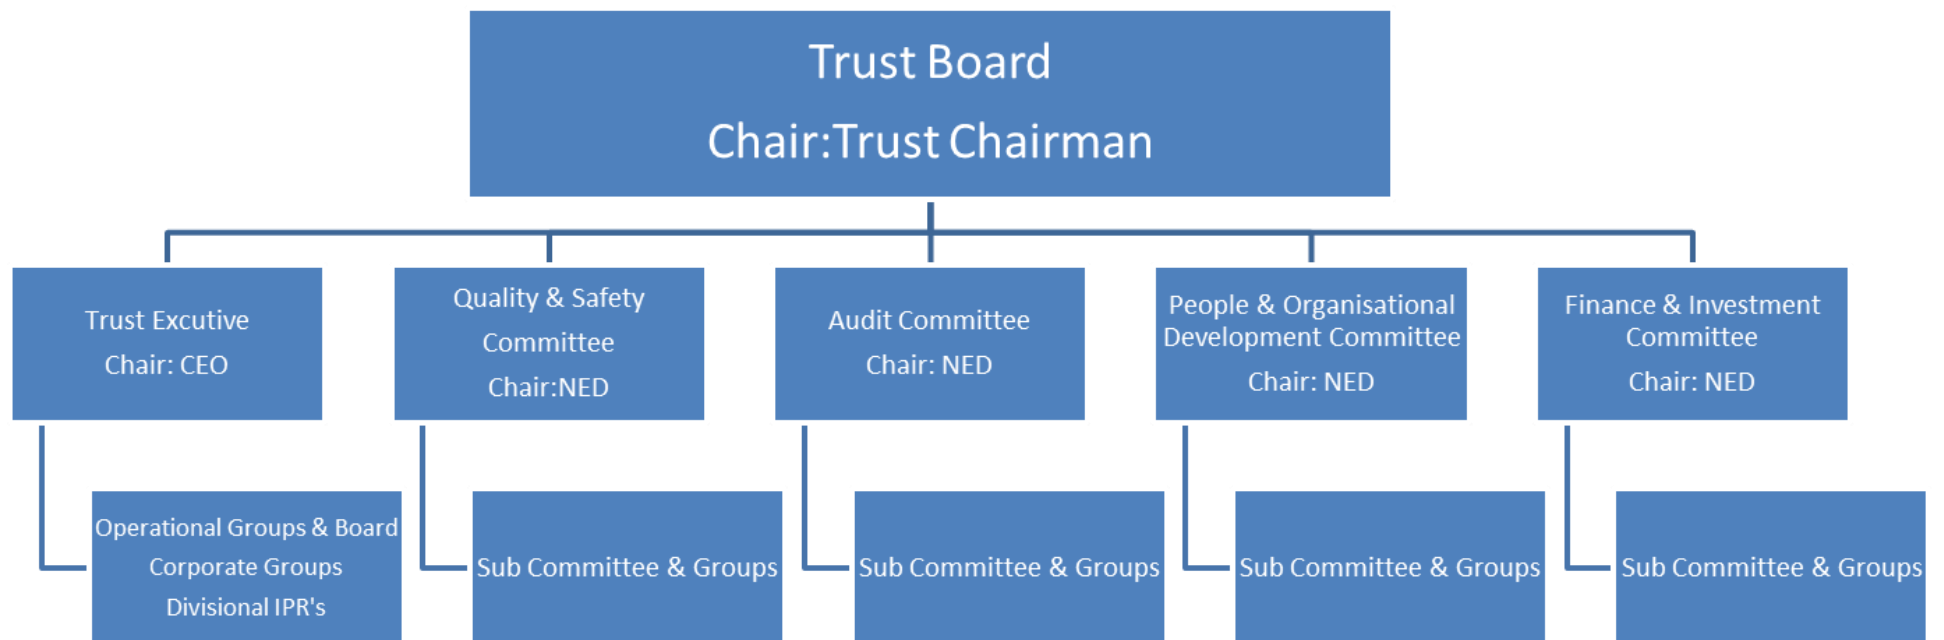 Trust Board
Chair:Trust Chairman
Trust Excutive
Chair: CEO
Quality & Safety
Committee
Chair:NED
Audit Committee
Chair: NED
People & Organisational
Development Committee
Chair: NED
Finance & Investment
Committee
Chair: NED
Operational Groups & Board
Corporate Groups
Divisional IPR's
Sub Committee & Groups
Sub Committee & Groups
Sub Committee & Groups
Sub Committee & Groups